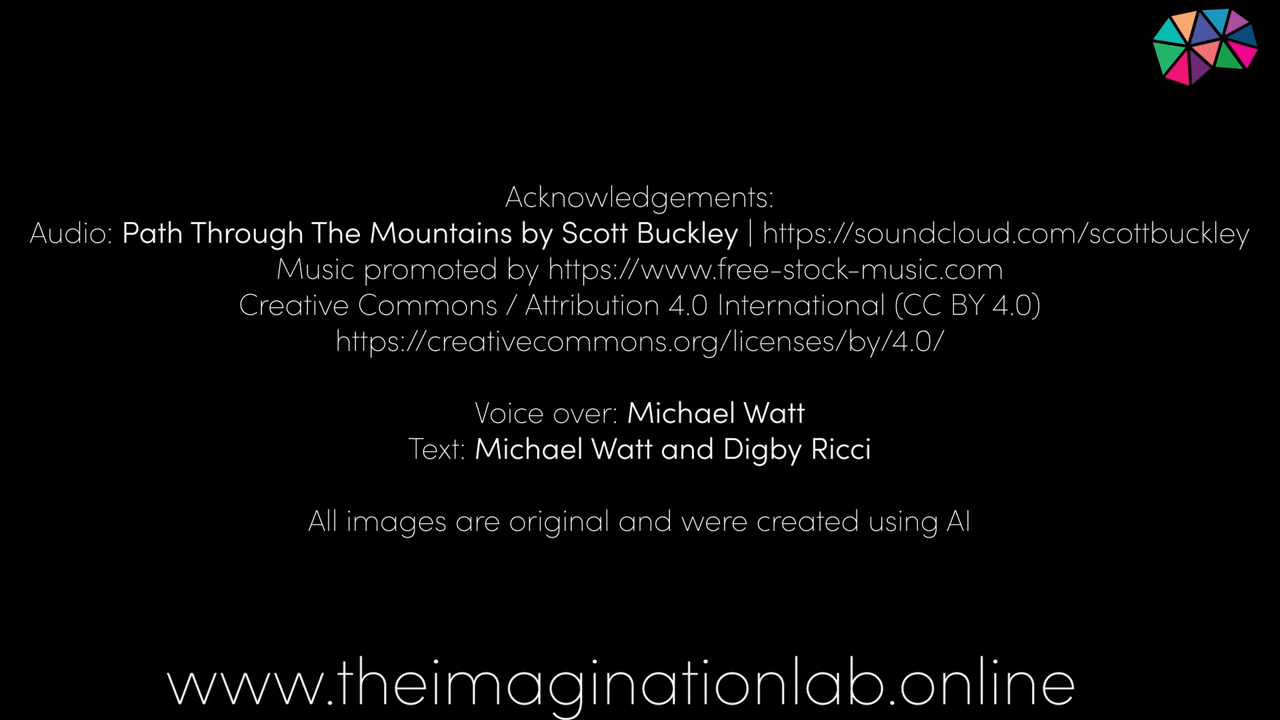 Acknowledgements:
Audio: Path Through The Mountains by Scott Buckley | https://soundcloud.com/scottbuckley
Music promoted by https://www.free-stock-music.com
Creative Commons / Attribution 4.0 International (CC BY 4.0)
https://creativecommons.org/licenses/by/4.0/
Voice over: Michael Watt
Text: Michael Watt and Digby Ricci
All images are original and were created using AI
www.theimaginationlab.online